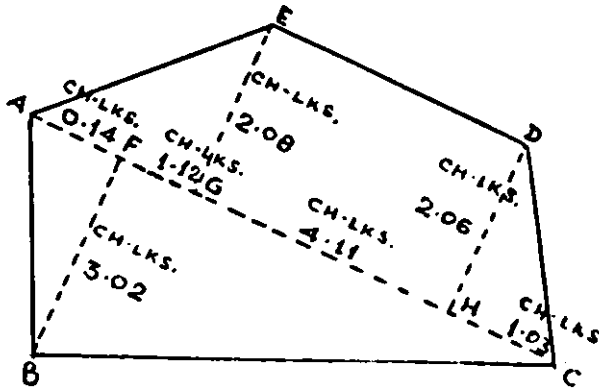 E
A
CH-LKS.
0.14 F
CH-LKS.
1.12 G
CH-LKS.
2.08
D
CH-LKS.
2.06
CH-LKS.
4.11
CH-LKS.
3.02
H
CH-LKS
1.03
B
C